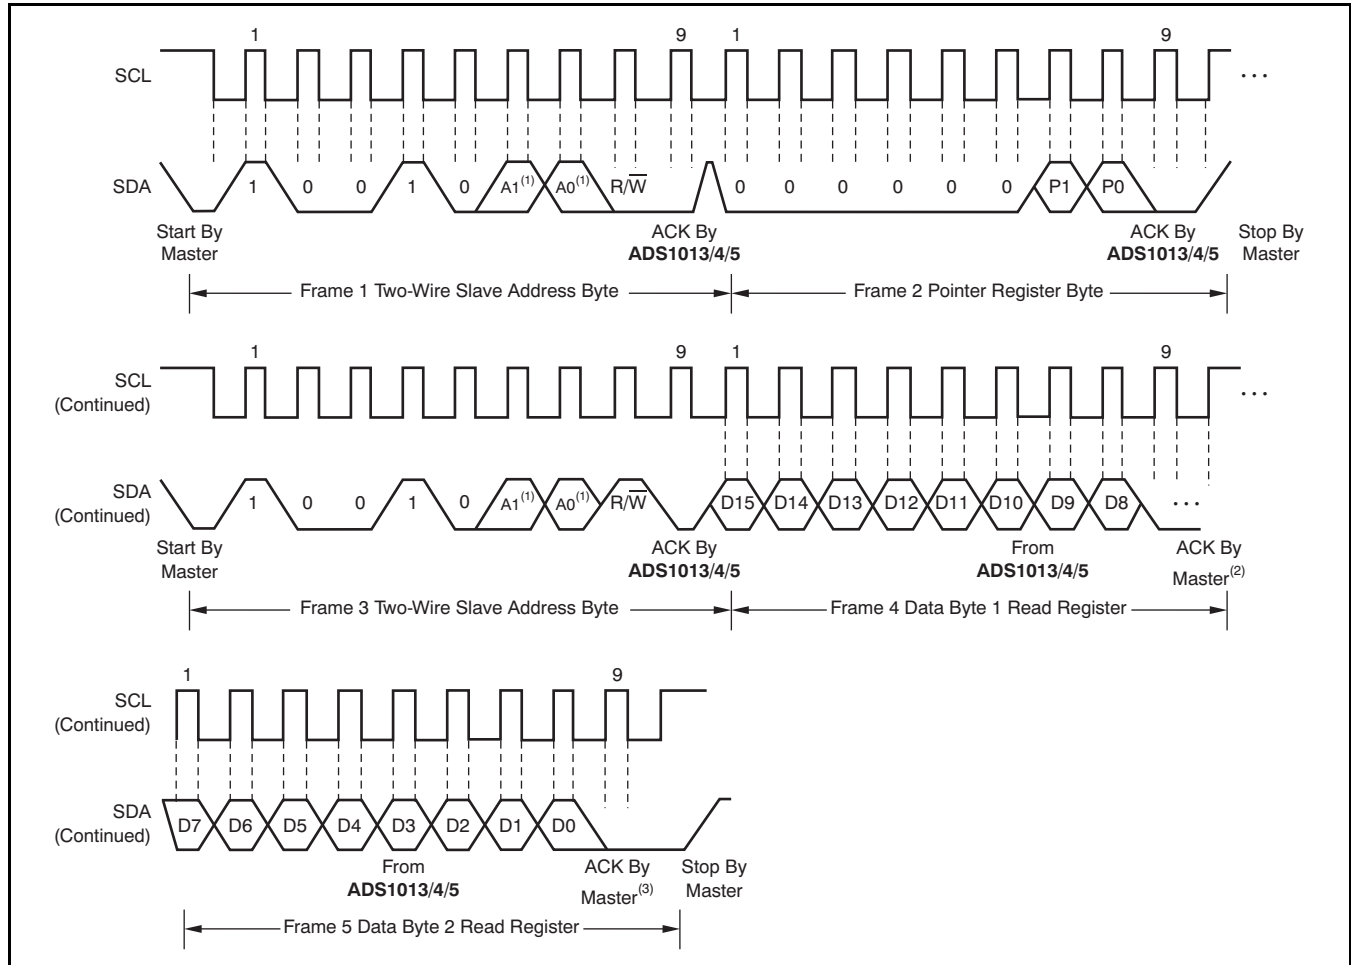 1 9 1 9
SCL ...
SDA 1 0 0 1 0 A1(1) A0(1) R/W̅ 0 0 0 0 0 0 P1 P0
Start By ACK By ACK By Stop By
Master ADS1013/4/5 ADS1013/4/5 Master
Frame 1 Two-Wire Slave Address Byte Frame 2 Pointer Register Byte
1 9 1 9
SCL
(Continued) ...
SDA
(Continued) 1 0 0 1 0 A1(1) A0(1) R/W̅ D15 D14 D13 D12 D11 D10 D9 D8 ...
Start By ACK By From ACK By
Master ADS1013/4/5 ADS1013/4/5 Master(2)
Frame 3 Two-Wire Slave Address Byte Frame 4 Data Byte 1 Read Register
1 9
SCL
(Continued)
SDA
(Continued) D7 D6 D5 D4 D3 D2 D1 D0
From ACK By Stop By
ADS1013/4/5 Master(3) Master
Frame 5 Data Byte 2 Read Register